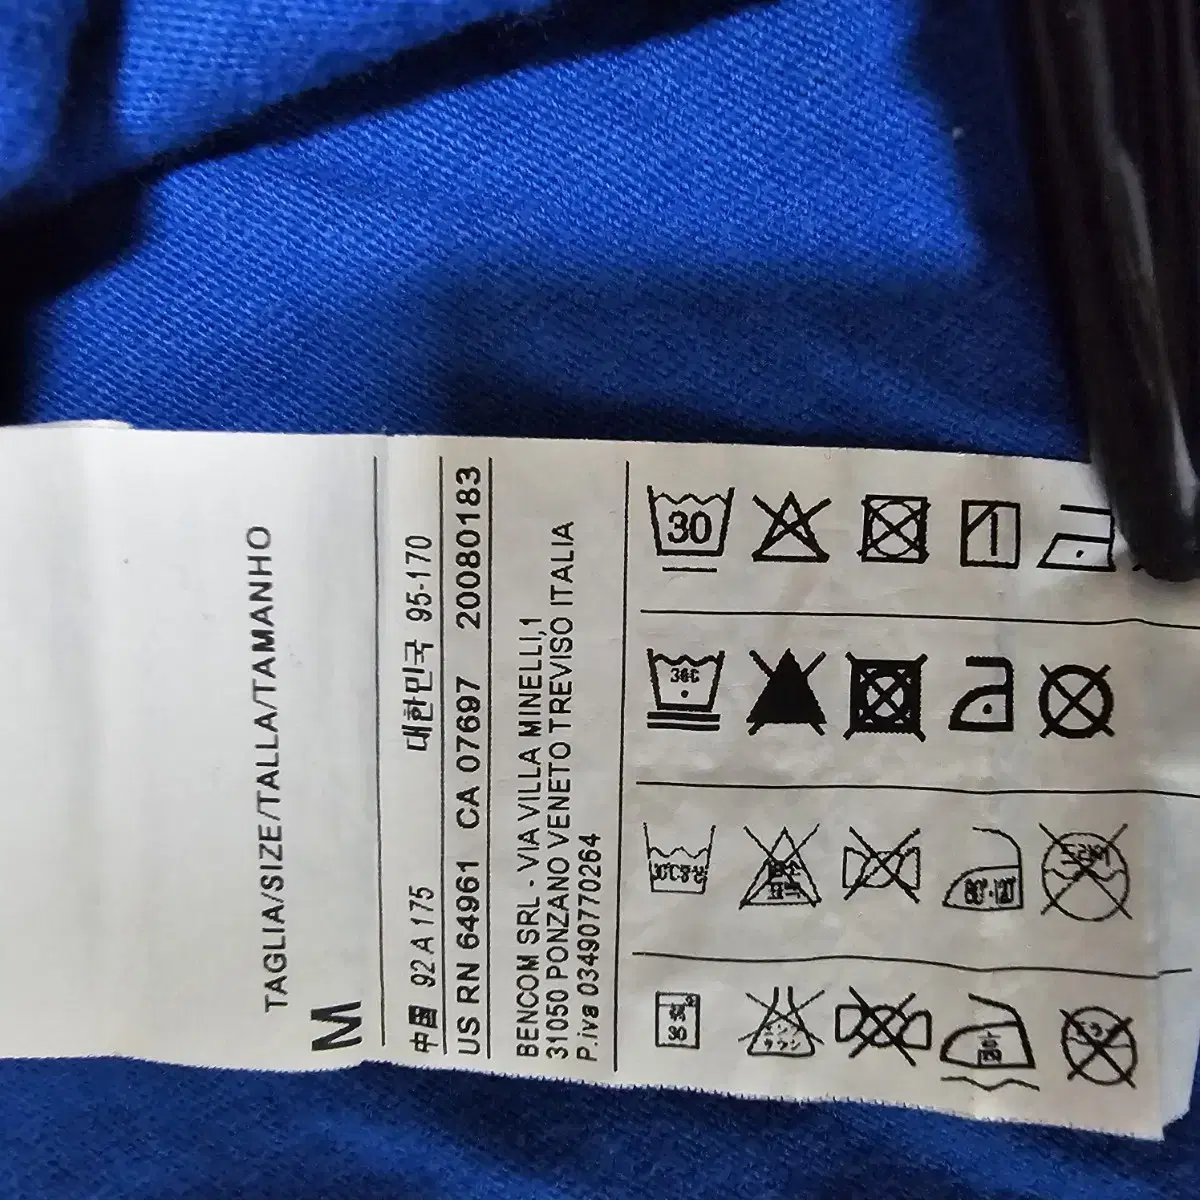 TAGLIA/SIZE/TALLA/TAMANHO
M
中国 92 A 175 대한민국 95-170
US RN 64961 CA 07697 20080183
BENCOM SRL - VIA VILLA MINELLI,1
31050 PONZANO VENETO TREVISO ITALIA
P.iva 03490770264
30
1